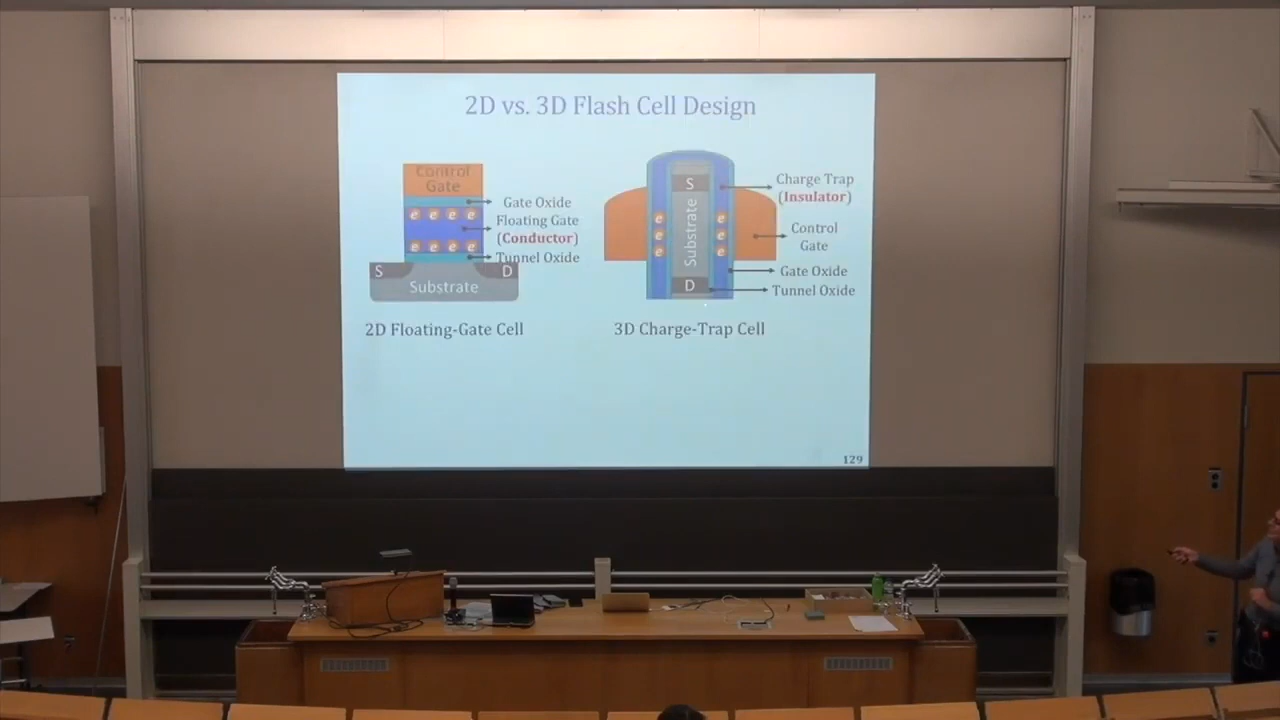 2D vs. 3D Flash Cell Design
Control
Gate
Gate Oxide
e e e e
Floating Gate
(Conductor)
e e e e
Tunnel Oxide
S
D
Substrate
2D Floating-Gate Cell
S
Substrate
D
e
e
e
e
e
e
Charge Trap
(Insulator)
Control
Gate
Gate Oxide
Tunnel Oxide
3D Charge-Trap Cell
129